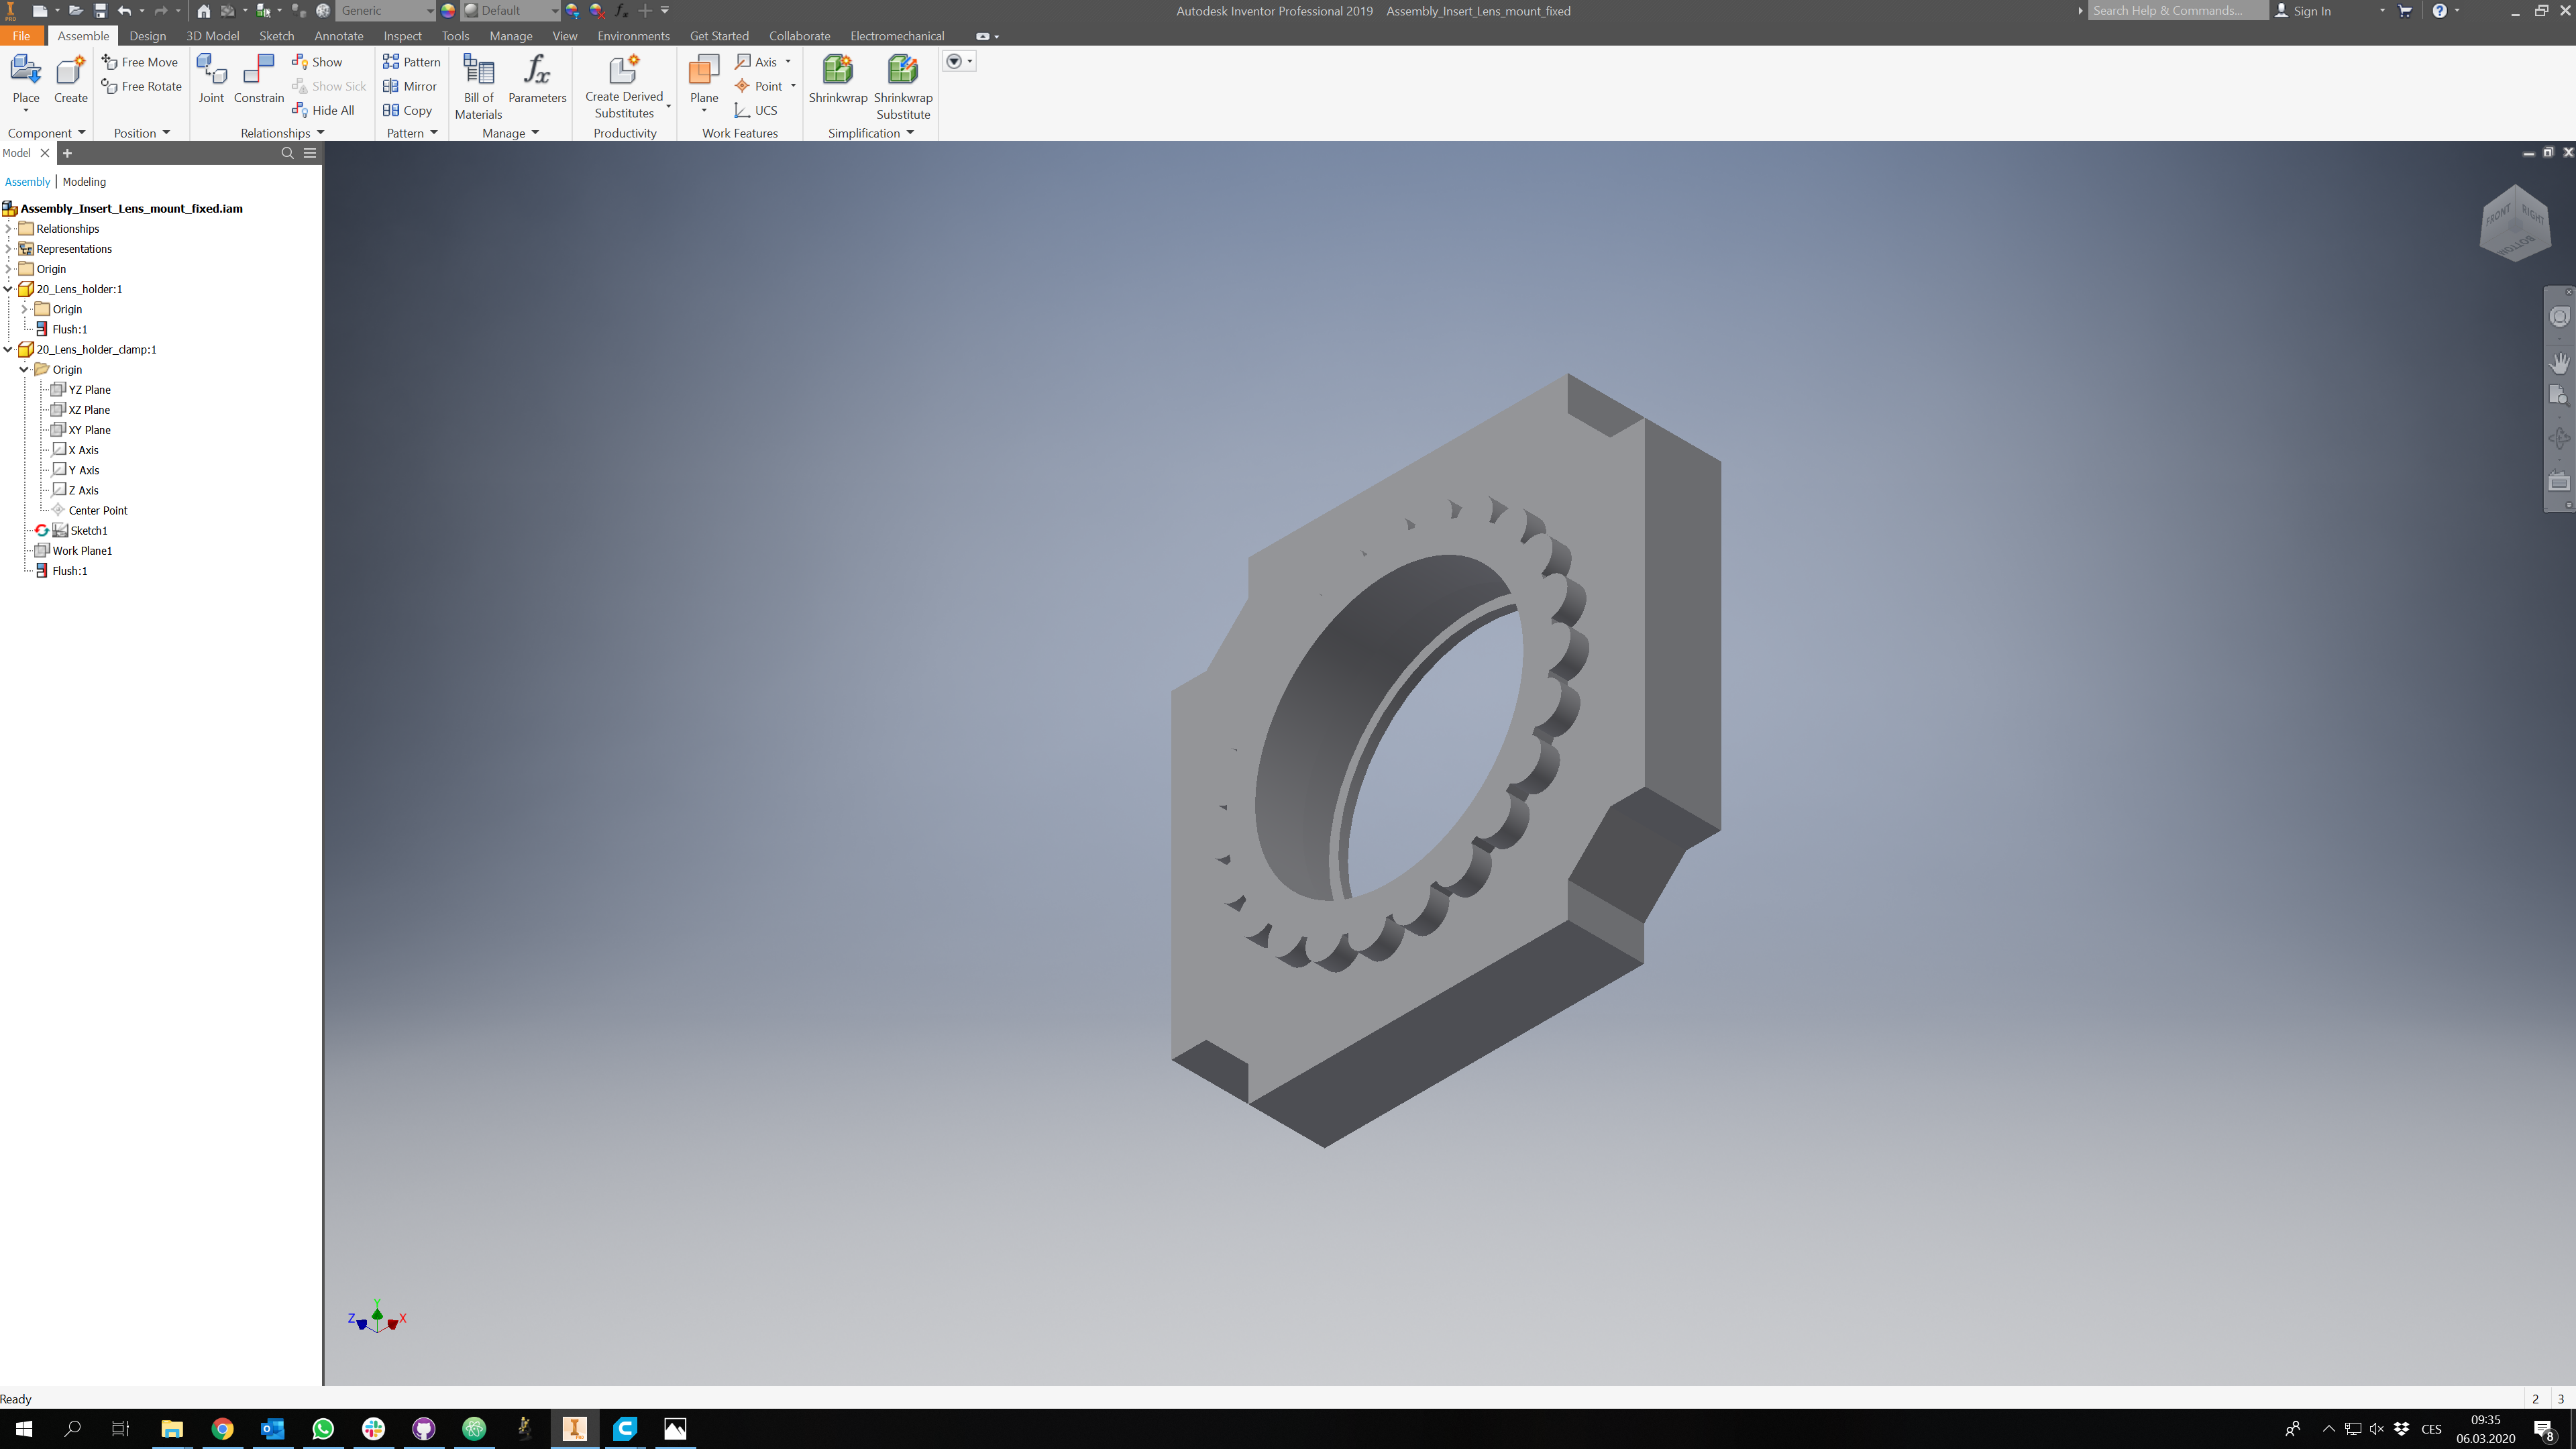 PRO Generic Default Autodesk Inventor Professional 2019 Assembly_Insert_Lens_mount_fixed Search Help & Commands... Sign In
File Assemble Design 3D Model Sketch Annotate Inspect Tools Manage View Environments Get Started Collaborate Electromechanical
Place Create Free Move Free Rotate Joint Constrain Show Show Sick Hide All Pattern Mirror Copy Bill of Materials Parameters Create Derived Substitutes Plane Axis Point UCS Shrinkwrap Shrinkwrap Substitute
Component Position Relationships Pattern Manage Productivity Work Features Simplification
Model
Assembly | Modeling
Assembly_Insert_Lens_mount_fixed.iam
Relationships
Representations
Origin
20_Lens_holder:1
Origin
Flush:1
20_Lens_holder_clamp:1
Origin
YZ Plane
XZ Plane
XY Plane
X Axis
Y Axis
Z Axis
Center Point
Sketch1
Work Plane1
Flush:1
FRONT RIGHT
BOTTOM
Y
Z X
Ready 2 3
CES 09:35
06.03.2020 8